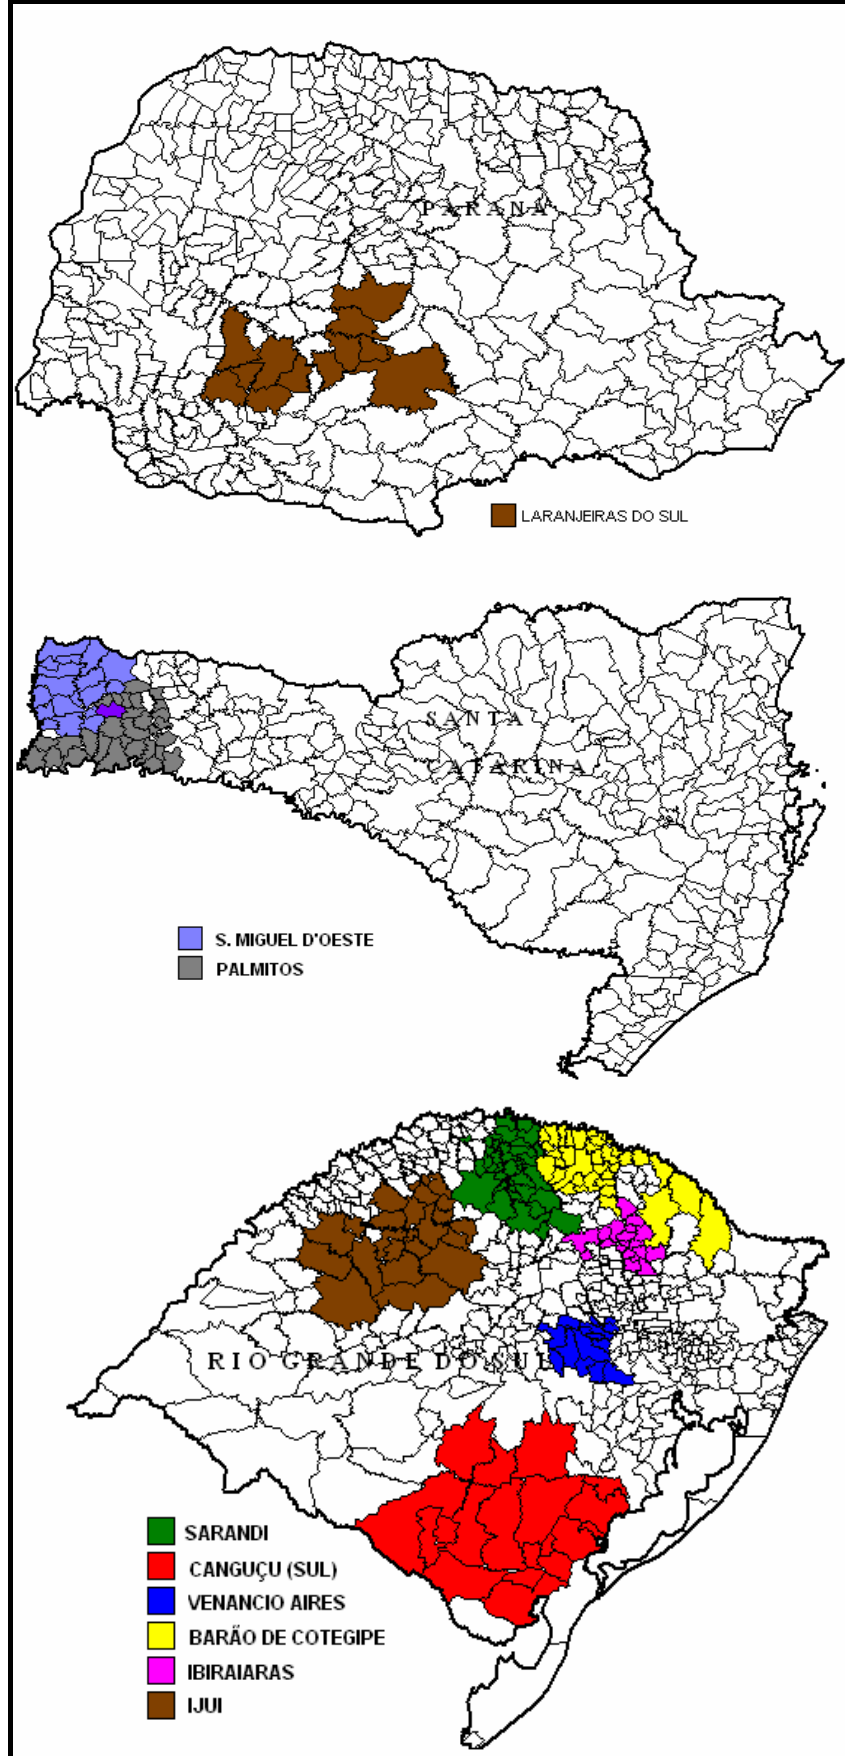 PARANÁ
LARANJEIRAS DO SUL
SANTA
CATARINA
S. MIGUEL D'OESTE
PALMITOS
RIO GRANDE DO SUL
SARANDI
CANGUÇU (SUL)
VENANCIO AIRES
BARÃO DE COTEGIPE
IBIRAIARAS
IJUI